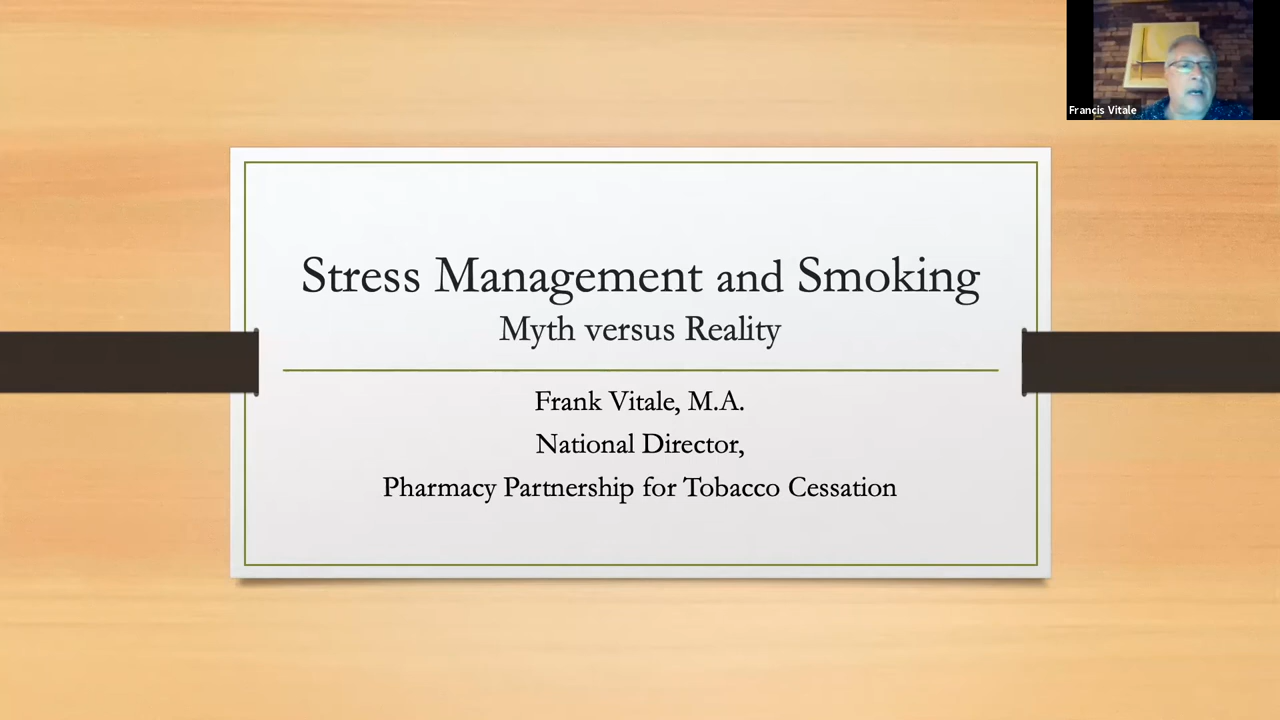 Francis Vitale
Stress Management and Smoking
Myth versus Reality
Frank Vitale, M.A.
National Director,
Pharmacy Partnership for Tobacco Cessation